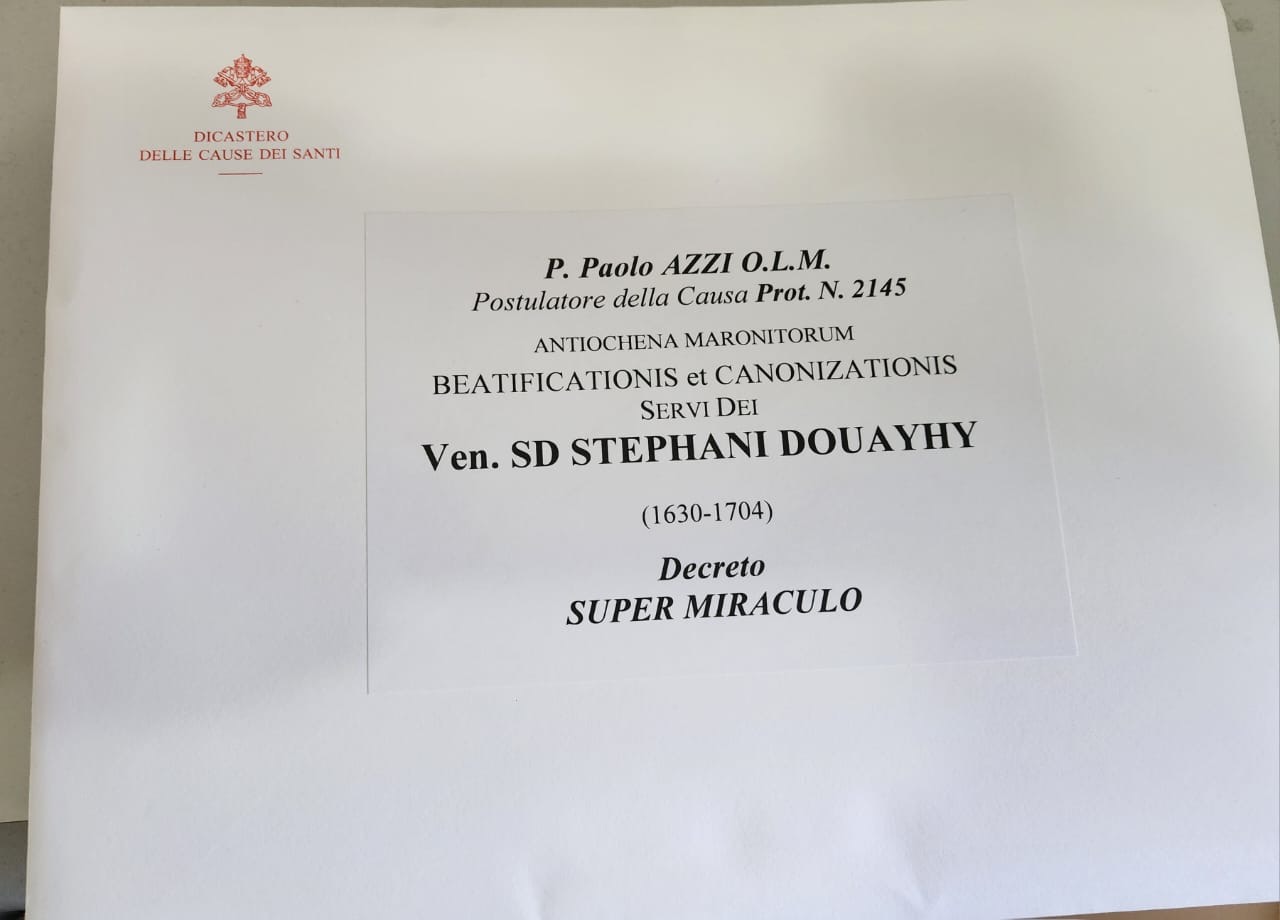 DICASTERO
DELLE CAUSE DEI SANTI
P. Paolo AZZI O.L.M.
Postulatore della Causa Prot. N. 2145
ANTIOCHENA MARONITORUM
BEATIFICATIONIS et CANONIZATIONIS
SERVI DEI
Ven. SD STEPHANI DOUAYHY
(1630-1704)
Decreto
SUPER MIRACULO